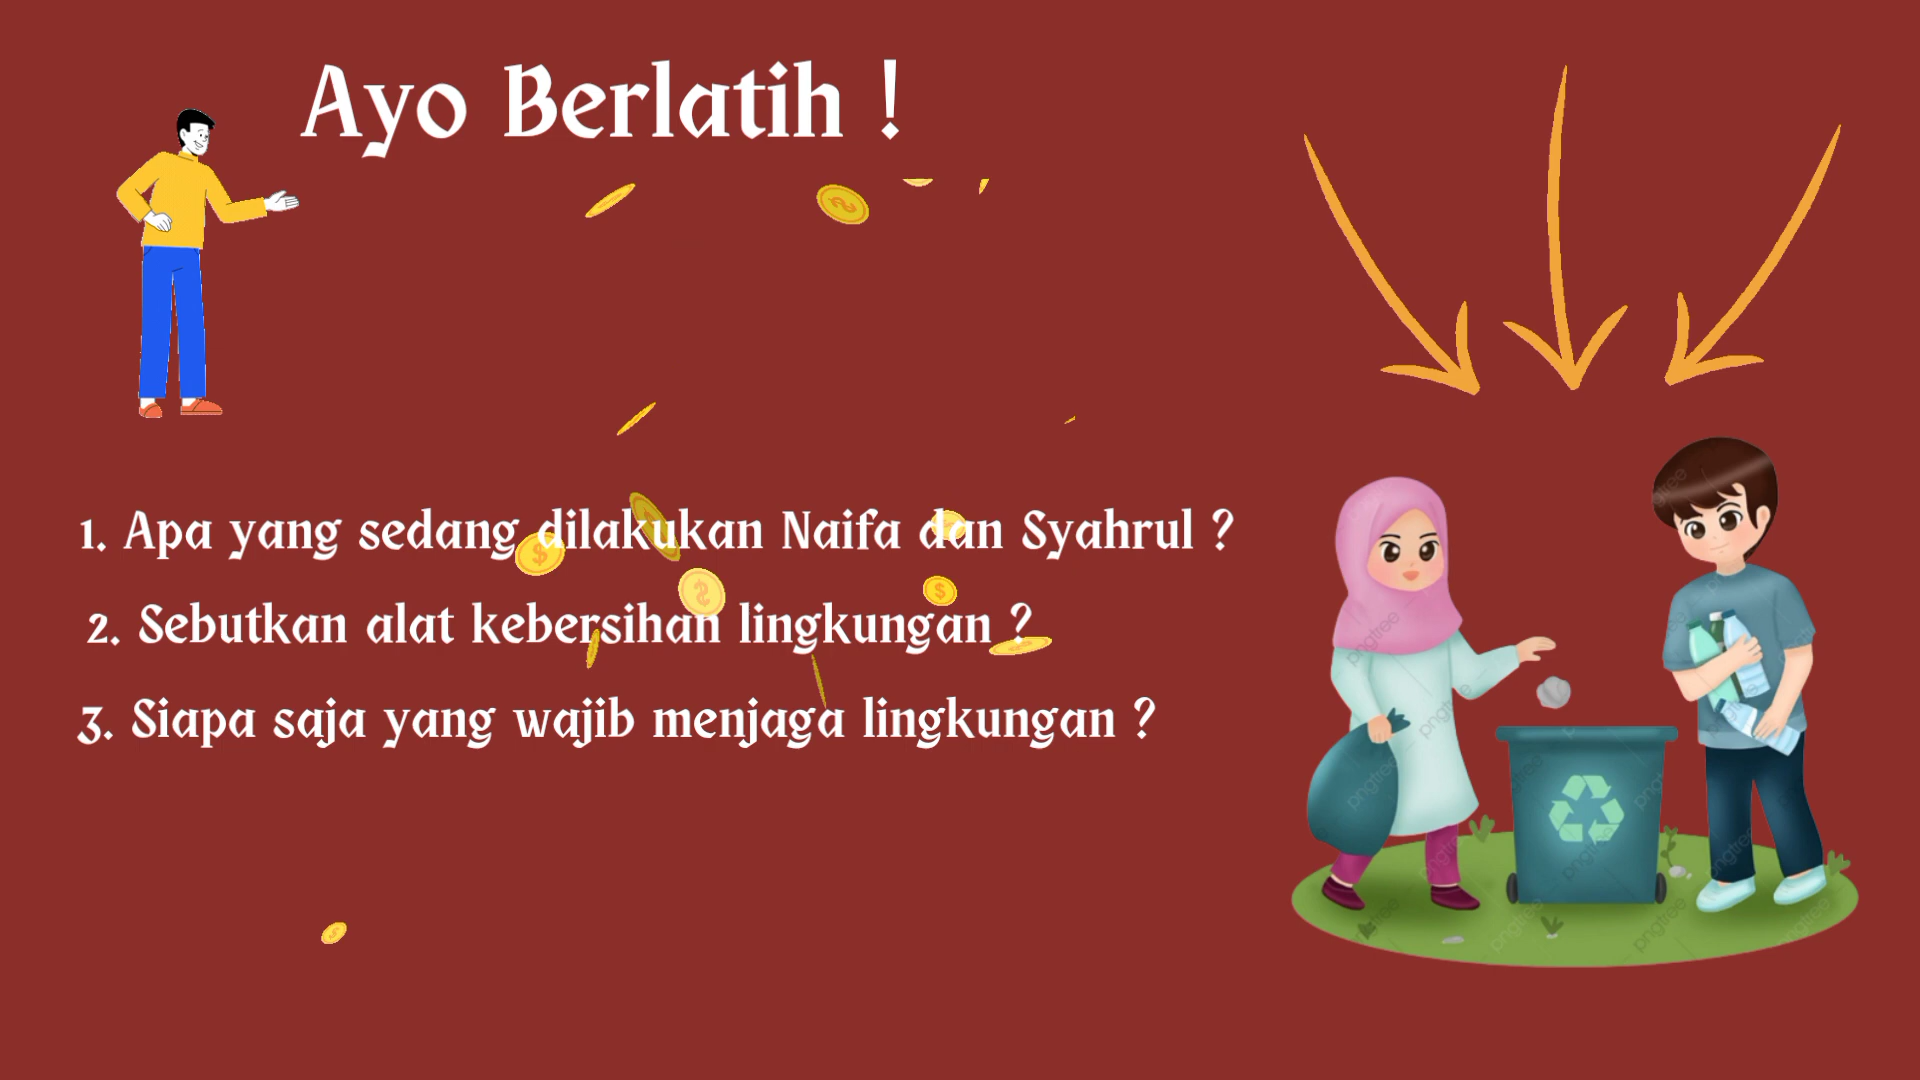 Ayo Berlatih !
1. Apa yang sedang dilakukan Naifa dan Syahrul ?
2. Sebutkan alat kebersihan lingkungan ?
3. Siapa saja yang wajib menjaga lingkungan ?
pngtree